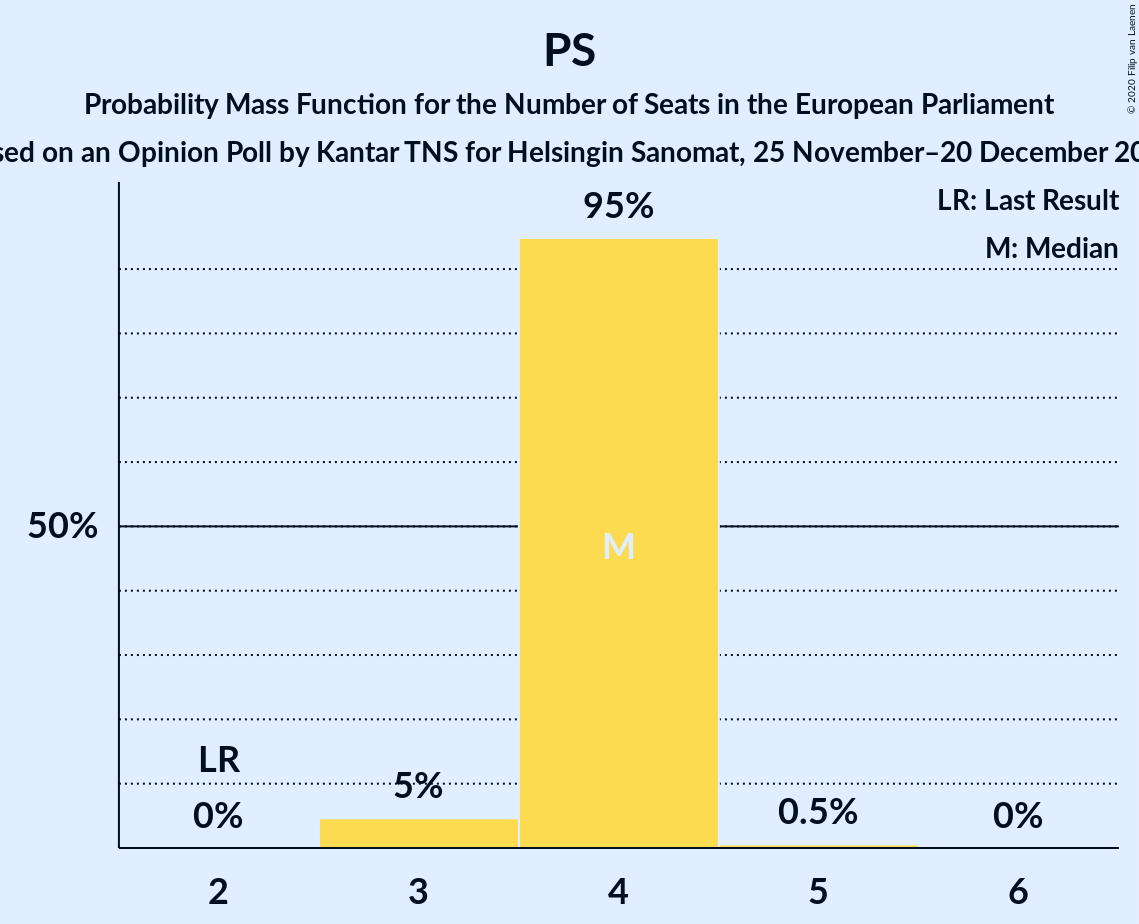 PS
Probability Mass Function for the Number of Seats in the European Parliament
on an Opinion Poll by Kantar TNS for Helsingin Sanomat, 25 November–20 December
© 2020 Filip van Laenen
LR: Last Result
M: Median
95%
50%
M
LR
0%
5%
0.5%
0%
2
3
4
5
6